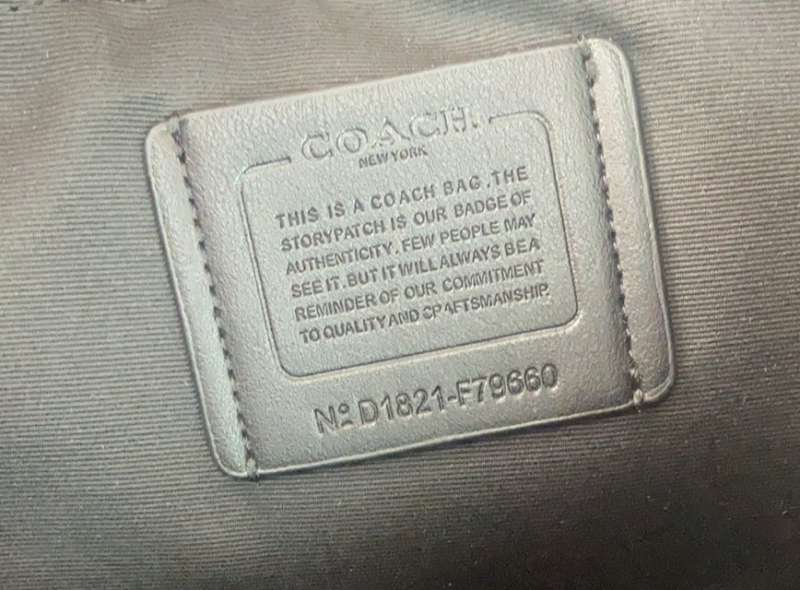 COACH.
NEW YORK
THIS IS A COACH BAG.THE
STORYPATCH IS OUR BADGE OF
AUTHENTICITY. FEW PEOPLE MAY
SEE IT. BUT IT WILL ALWAYS BE A
REMINDER OF OUR COMMITMENT
TO QUALITY AND CRAFTSMANSHIP.
Nº D1821-F79660